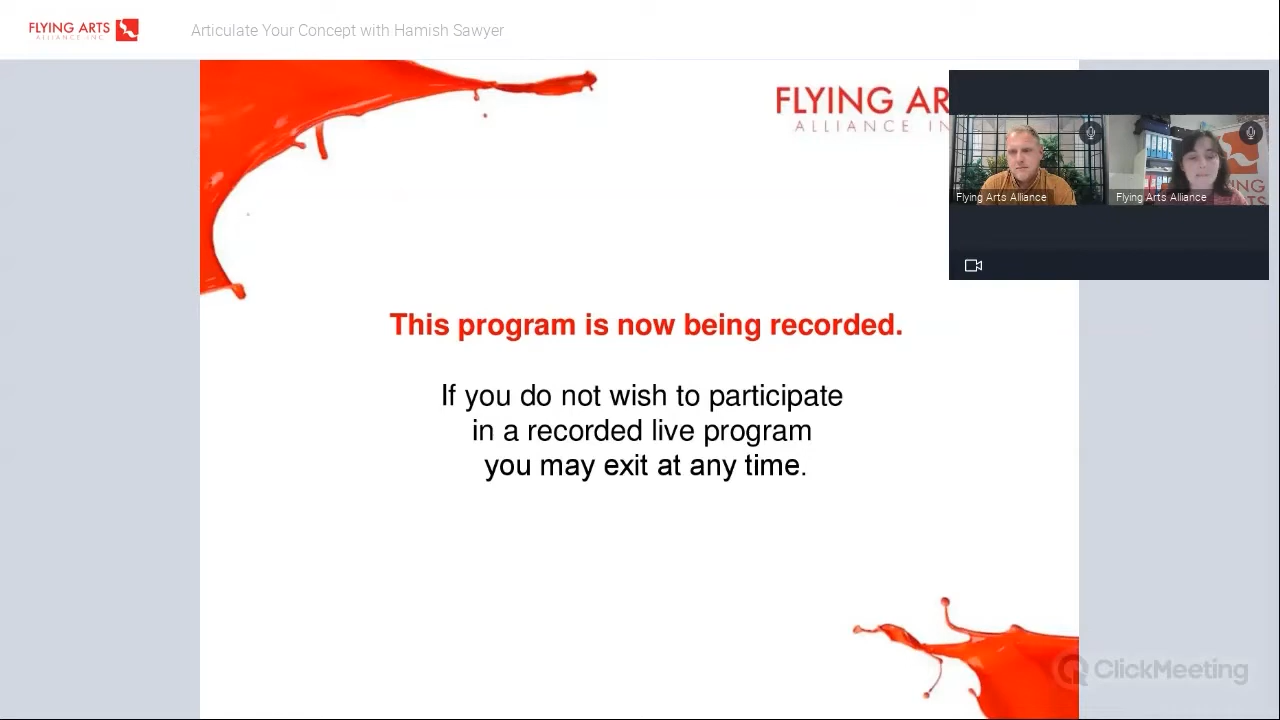 FLYING ARTS
ALLIANCE INC
Articulate Your Concept with Hamish Sawyer
FLYING AR
ALLIANCE IN
Flying Arts Alliance
Flying Arts Alliance
ING
This program is now being recorded.
If you do not wish to participate
in a recorded live program
you may exit at any time.
ClickMeeting